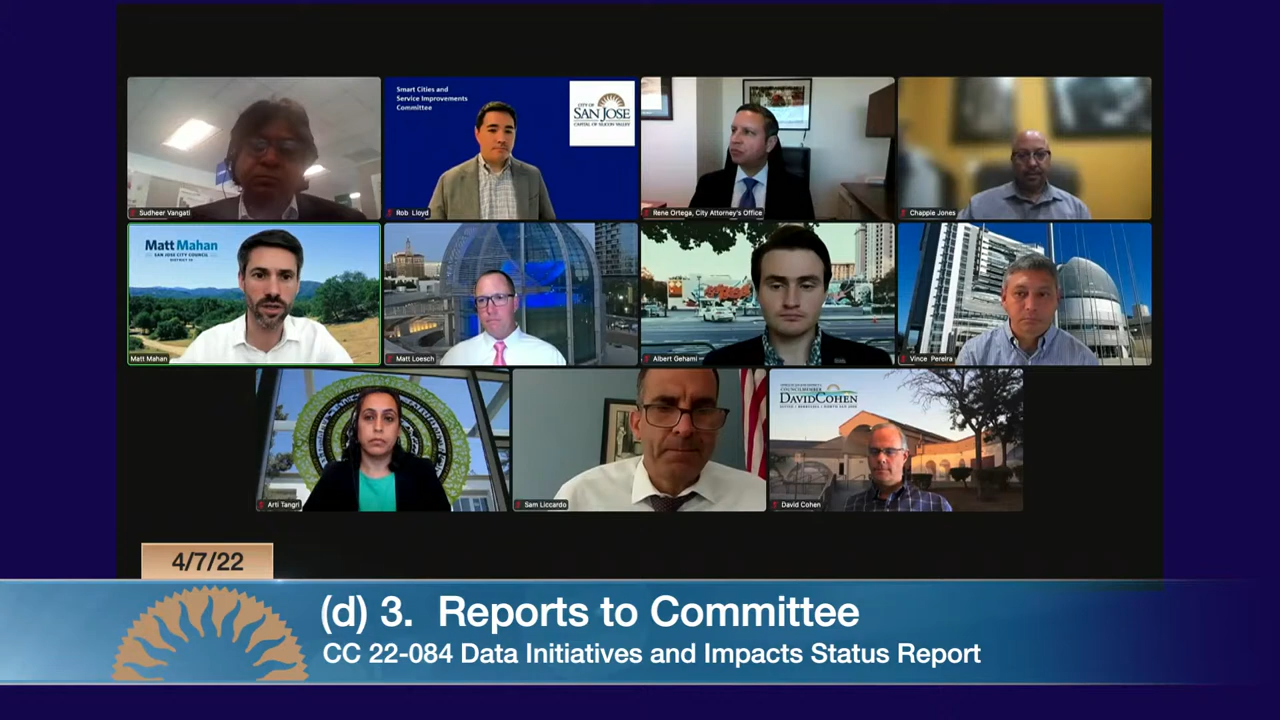 Smart Cities and
Service Improvements
Committee
CITY OF
SAN JOSE
CAPITAL OF SILICON VALLEY
Sudheer Vangati
Rob Lloyd
Rene Ortega, City Attorney's Office
Chappie Jones
Matt Mahan
SAN JOSE CITY COUNCIL
DISTRICT 10
Matt Mahan
Matt Loesch
Albert Gehami
Vince Pereira
COUNCILMEMBER
DAVID COHEN
Arti Tangri
Sam Liccardo
David Cohen
4/7/22
(d) 3. Reports to Committee
CC 22-084 Data Initiatives and Impacts Status Report